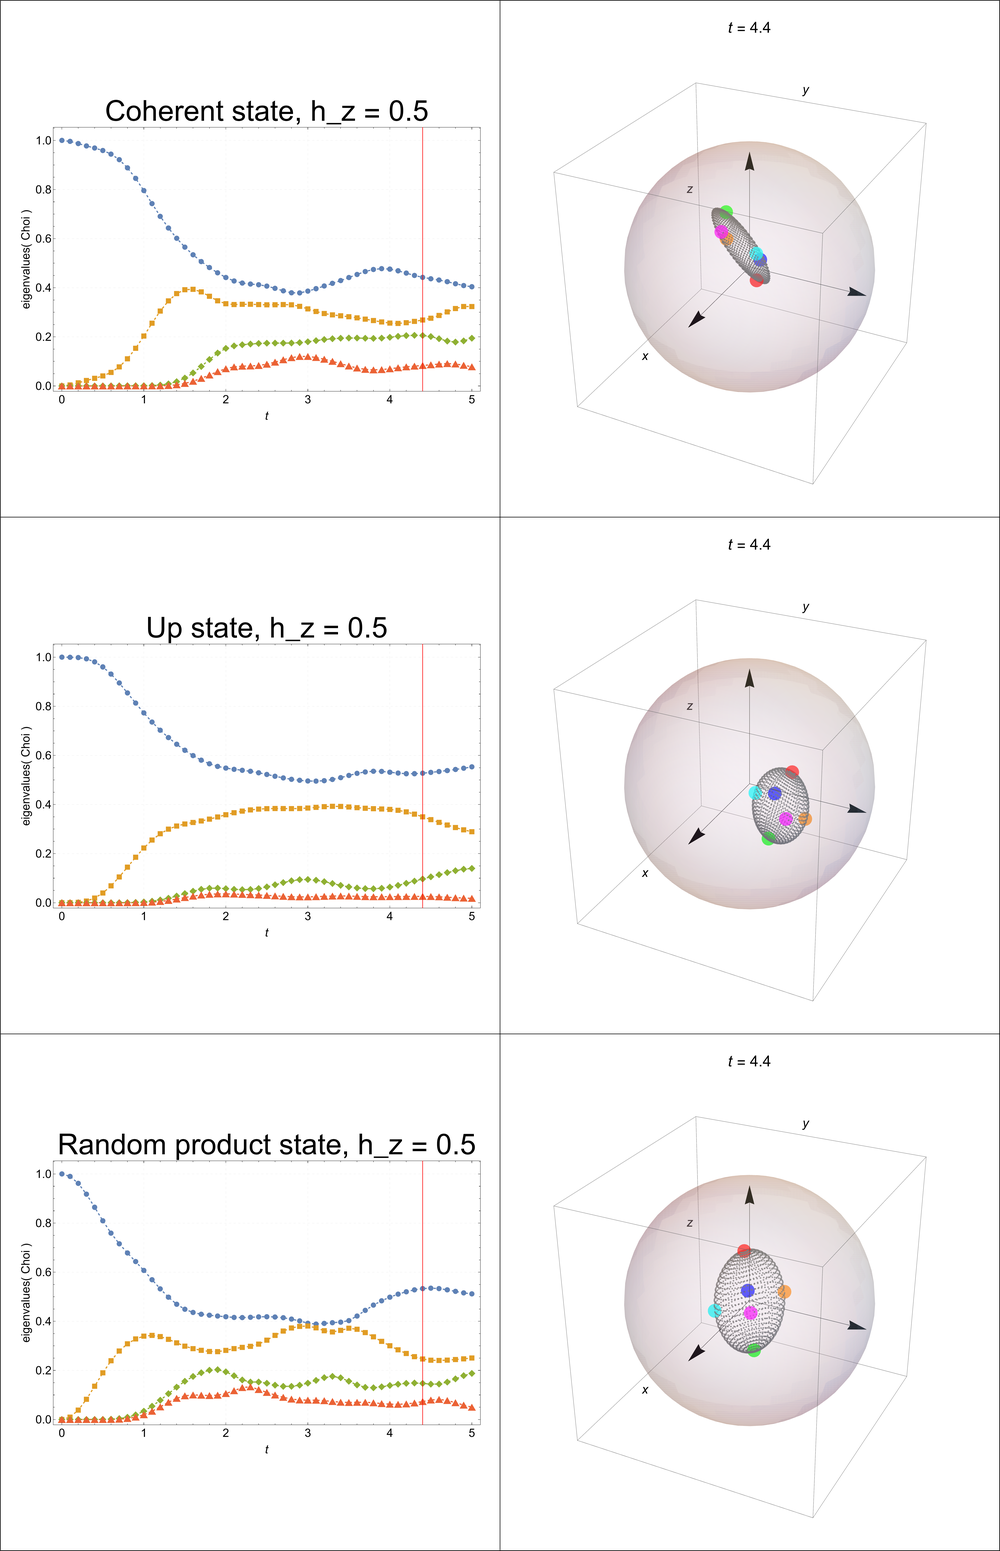 t = 4.4
Coherent state, h_z = 0.5
eigenvalues( Choi )
1.0
0.8
0.6
0.4
0.2
0.0
0 1 2 3 4 5
t
y
z
x
t = 4.4
Up state, h_z = 0.5
eigenvalues( Choi )
1.0
0.8
0.6
0.4
0.2
0.0
0 1 2 3 4 5
t
y
z
x
t = 4.4
Random product state, h_z = 0.5
eigenvalues( Choi )
1.0
0.8
0.6
0.4
0.2
0.0
0 1 2 3 4 5
t
y
z
x